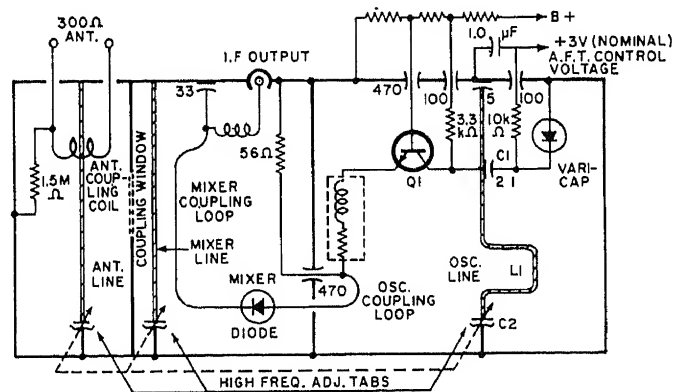 300Ω
ANT.
I.F OUTPUT
B+
1.0 µF
+3V (NOMINAL)
A.F.T. CONTROL
VOLTAGE
33
470
100
5
100
1.5M
Ω
ANT.
COUP-
LING
COIL
COUPLING WINDOW
MIXER
COUPLING
LOOP
56Ω
Q1
3.3
kΩ
10k
Ω
C1
2 1
VARI-
CAP
MIXER
LINE
ANT.
LINE
MIXER
DIODE
470
OSC.
COUPLING
LOOP
OSC.
LINE
L1
C2
HIGH FREQ. ADJ. TABS